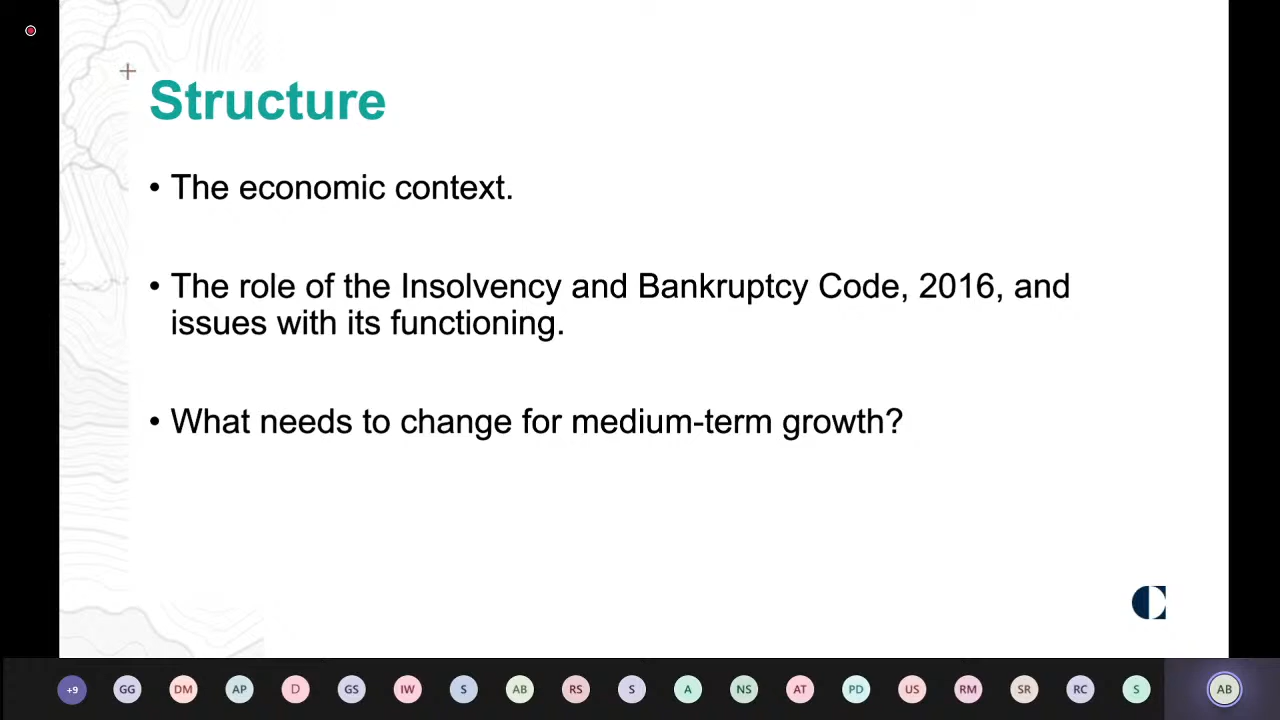 Structure
• The economic context.
• The role of the Insolvency and Bankruptcy Code, 2016, and
issues with its functioning.
• What needs to change for medium-term growth?
+9 GG DM AP D GS IW S AB RS S A NS AT PD US RM SR RC S AB